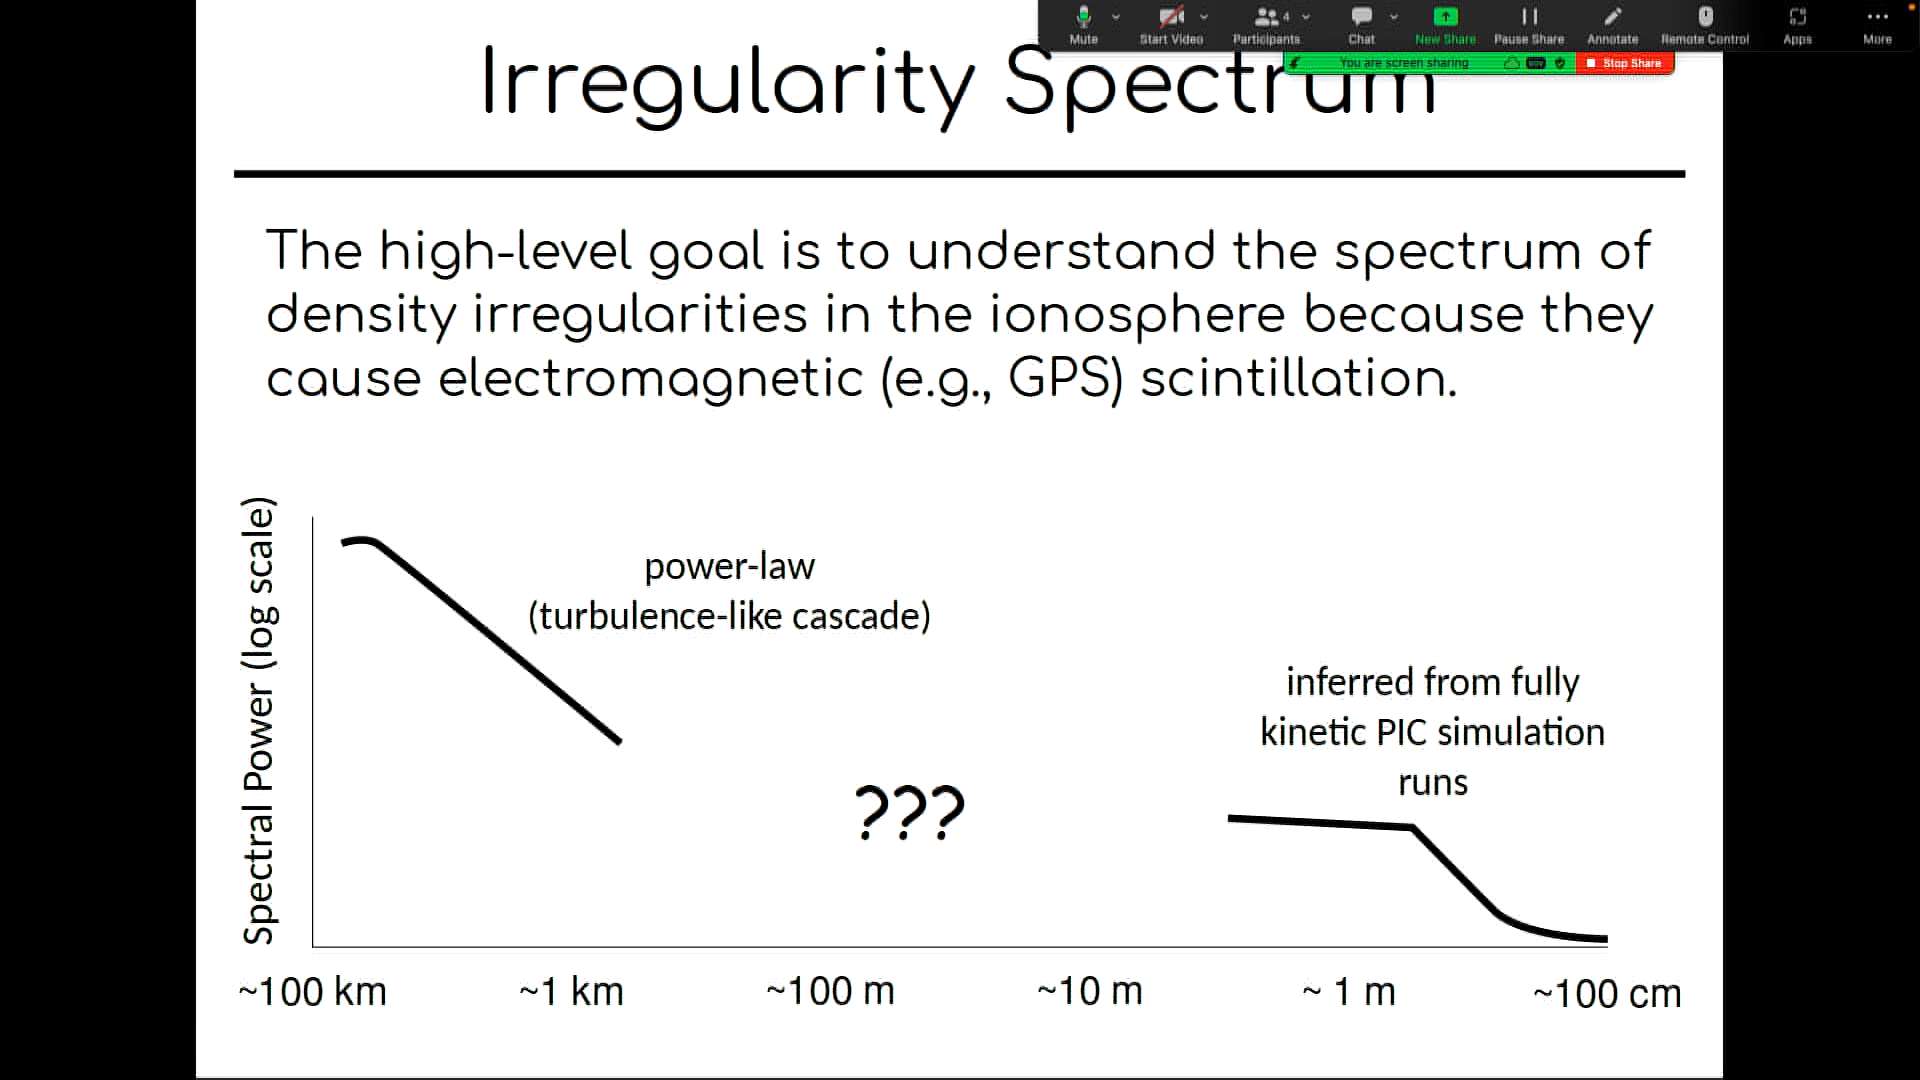 Mute
Start Video
Participants 4
Chat
New Share
Pause Share
Annotate
Remote Control
Apps
More
You are screen sharing
Stop Share
Irregularity Spectrum
The high-level goal is to understand the spectrum of
density irregularities in the ionosphere because they
cause electromagnetic (e.g., GPS) scintillation.
Spectral Power (log scale)
power-law
(turbulence-like cascade)
???
inferred from fully
kinetic PIC simulation
runs
~100 km
~1 km
~100 m
~10 m
~ 1 m
~100 cm